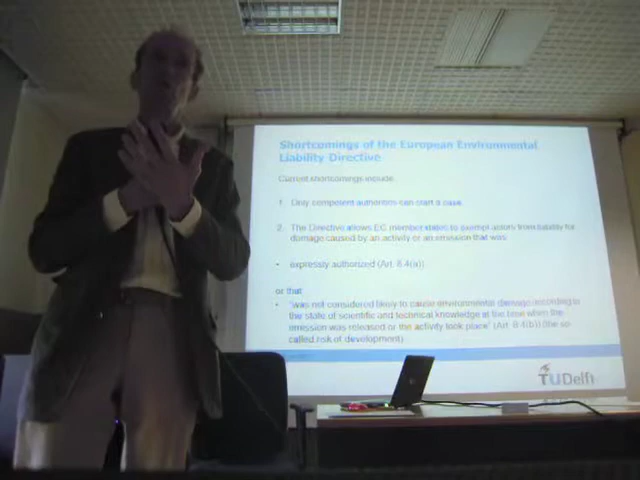 Shortcomings of the European Environmental
Liability Directive
Current shortcomings include
1. Only competent authorities can start a case.
2. The Directive allows EC member states to exempt actors from liability for
damage caused by an activity or an emission that was:
• expressly authorized (Art. 8.4(a))
or that
• "was not considered likely to cause environmental damage according to
the state of scientific and technical knowledge at the time when the
emission was released or the activity took place" (Art. 8.4(b)) (the so
called risk of development)
TUDelft